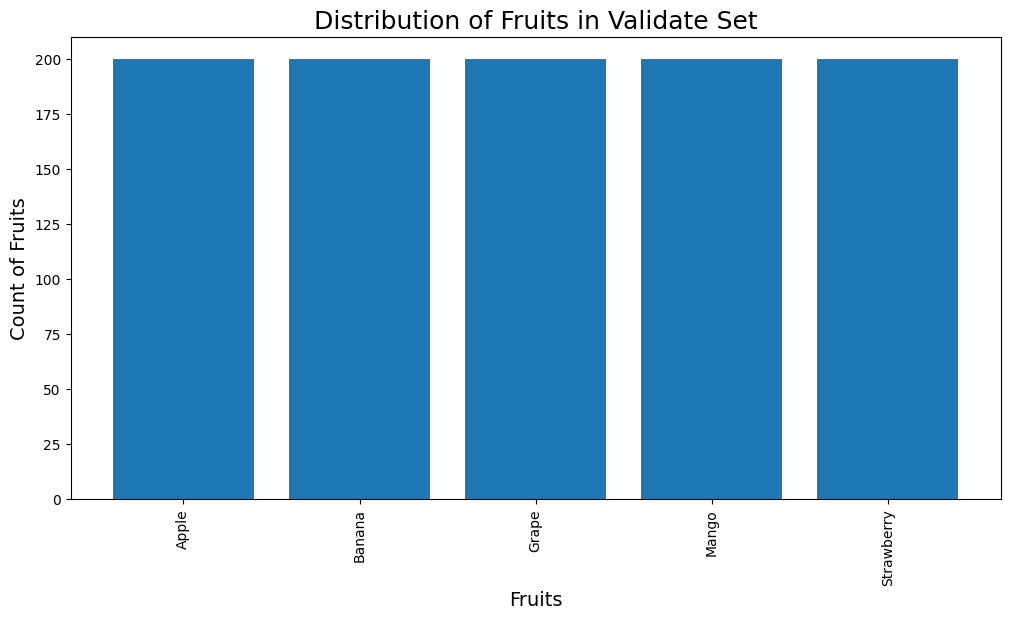 Distribution of Fruits in Validate Set
Count of Fruits
200
175
150
125
100
75
50
25
0
Apple
Banana
Grape
Mango
Strawberry
Fruits